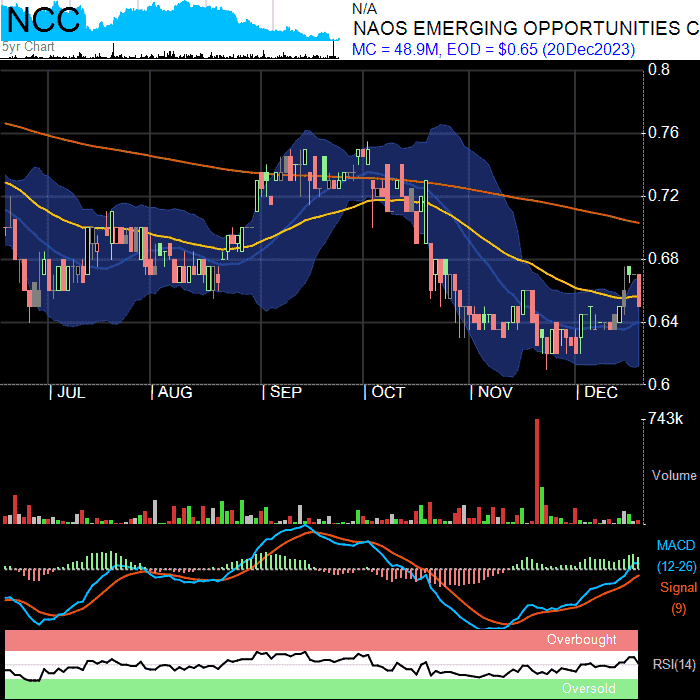 NCC
5yr Chart
N/A
NAOS EMERGING OPPORTUNITIES C
MC = 48.9M, EOD = $0.65 (20Dec2023)
0.8
0.76
0.72
0.68
0.64
0.6
JUL
AUG
SEP
OCT
NOV
DEC
743k
Volume
MACD
(12-26)
Signal
(9)
Overbought
RSI(14)
Oversold